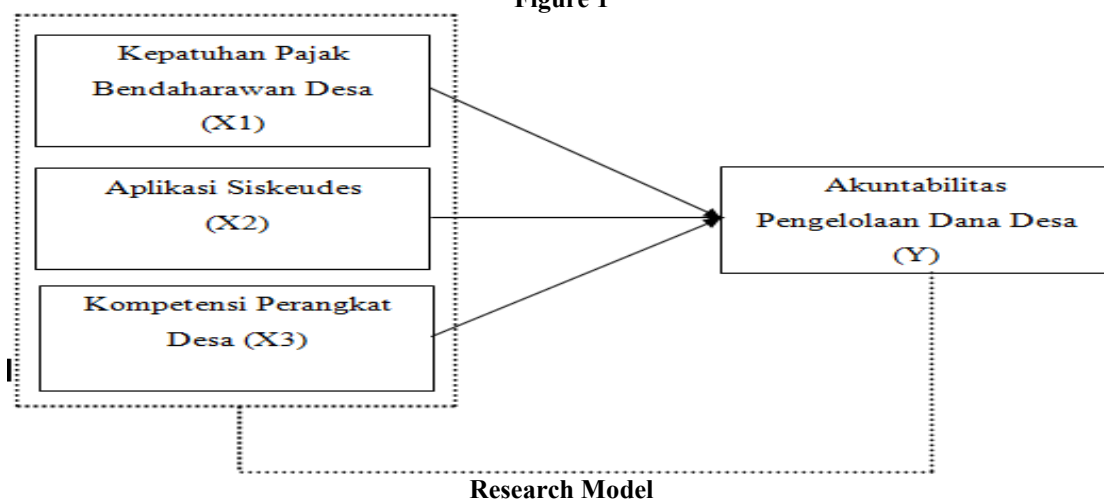 Figure 1
Kepatuhan Pajak
Bendaharawan Desa
(X1)
Aplikasi Siskeudes
(X2)
Kompetensi Perangkat
Desa (X3)
Akuntabilitas
Pengelolaan Dana Desa
(Y)
Research Model